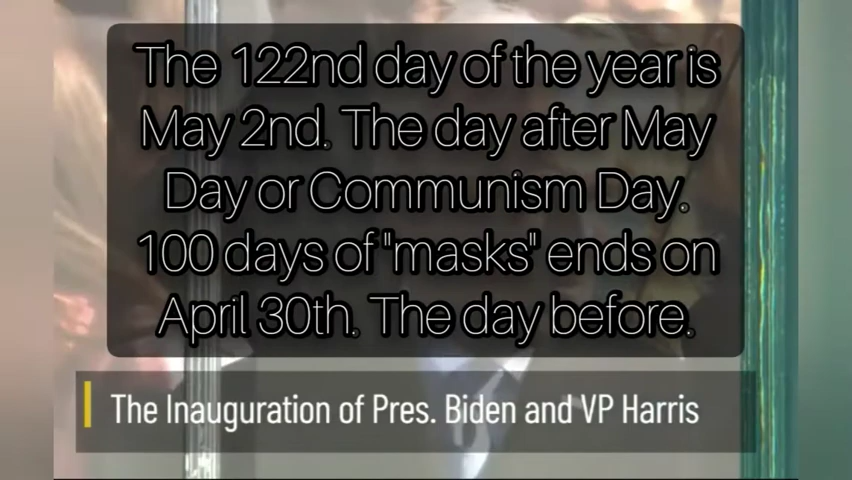 The 122nd day of the year is
May 2nd. The day after May
Day or Communism Day.
100 days of "masks" ends on
April 30th. The day before.
The Inauguration of Pres. Biden and VP Harris